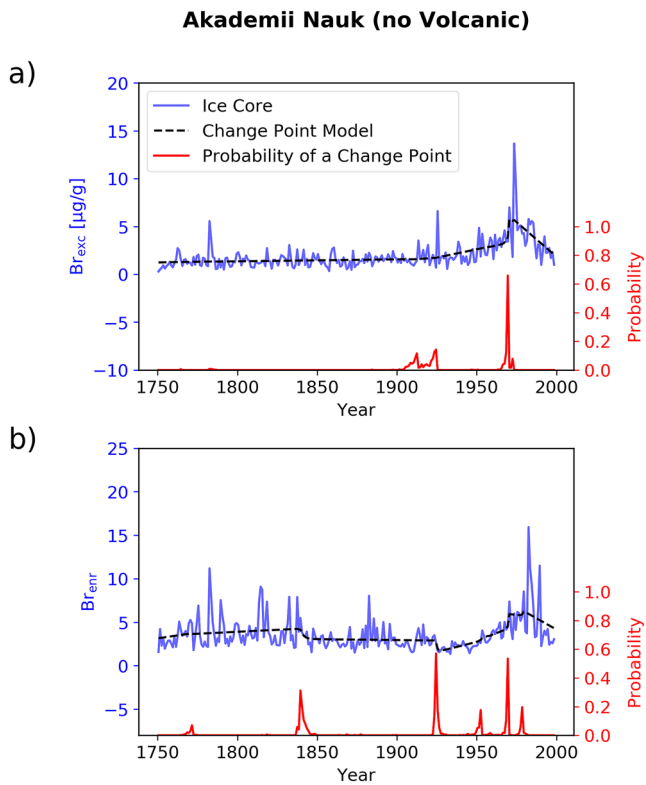 Akademii Nauk (no Volcanic)
a)
20
15
10
5
0
−5
−10
Br_exc [µg/g]
Ice Core
Change Point Model
Probability of a Change Point
1.0
0.8
0.6
0.4
0.2
0.0
Probability
1750 1800 1850 1900 1950 2000
Year
b)
25
20
15
10
5
0
−5
Br_enr
1.0
0.8
0.6
0.4
0.2
0.0
Probability
1750 1800 1850 1900 1950 2000
Year